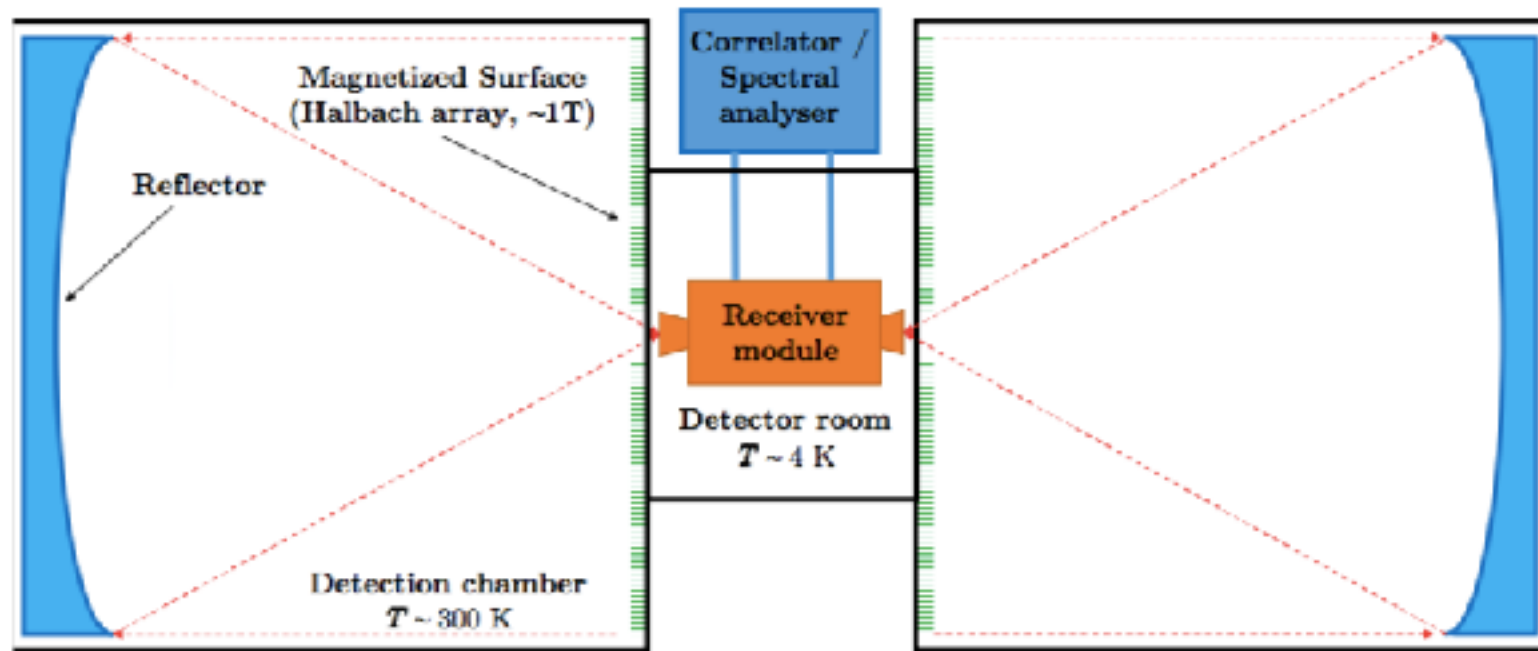 Correlator /
Spectral
analyser
Magnetized Surface
(Halbach array, ~1T)
Reflector
Receiver
module
Detector room
T ~ 4 K
Detection chamber
T ~ 300 K